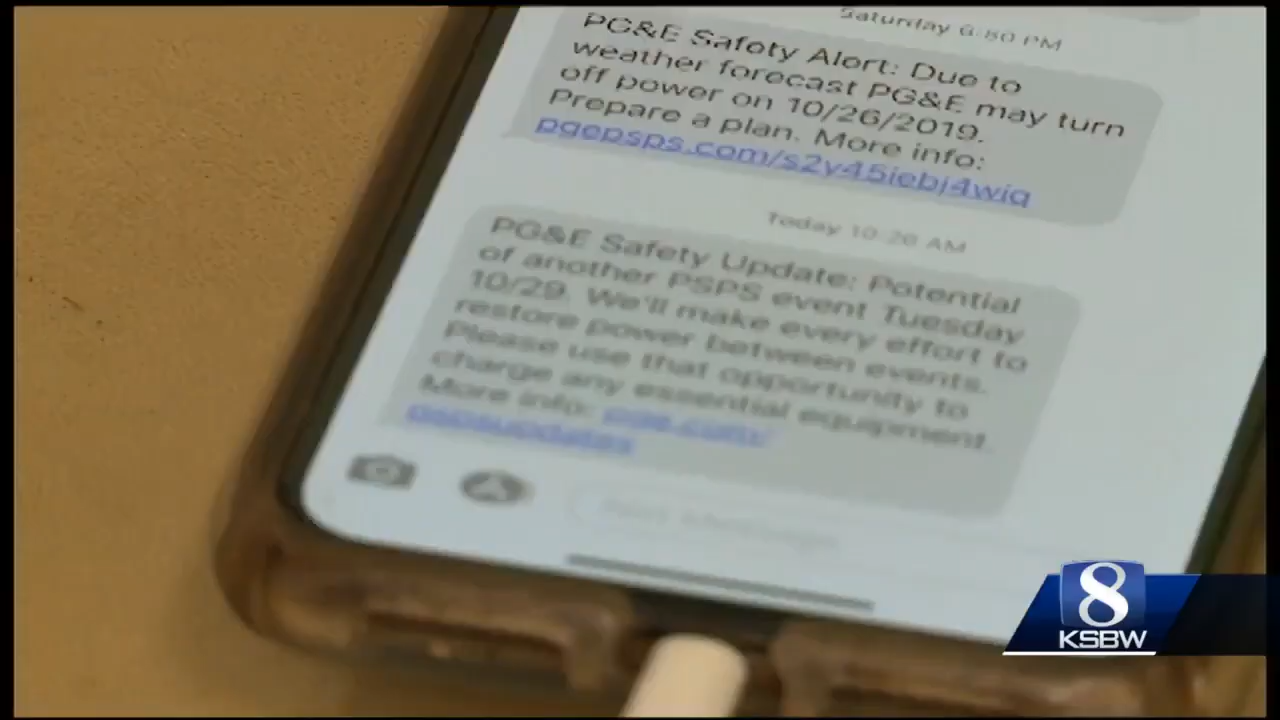 Saturday 6:50 PM
PG&E Safety Alert: Due to
weather forecast PG&E may turn
off power on 10/26/2019.
Prepare a plan. More info:
pgepsps.com/s2y45iebj4wiq
Today 10:26 AM
PG&E Safety Update: Potential
of another PSPS event Tuesday
10/29. We'll make every effort to
restore power between events.
Please use that opportunity to
charge any essential equipment.
More info: pge.com/
pspsupdates
8
KSBW